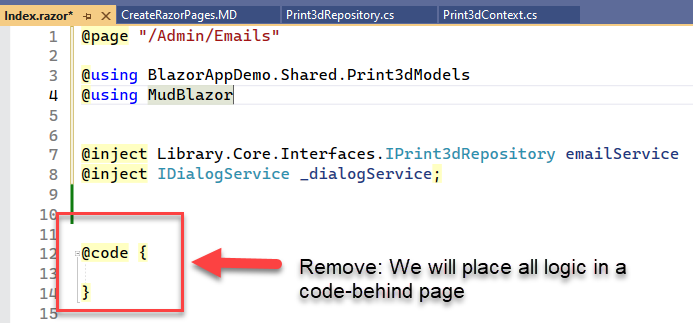 Index.razor* CreateRazorPages.MD Print3dRepository.cs Print3dContext.cs
1 @page "/Admin/Emails"
2
3 @using BlazorAppDemo.Shared.Print3dModels
4 @using MudBlazor
5
6
7 @inject Library.Core.Interfaces.IPrint3dRepository emailService
8 @inject IDialogService _dialogService;
9
10
11
12 @code {
13
14 }
Remove: We will place all logic in a
code-behind page